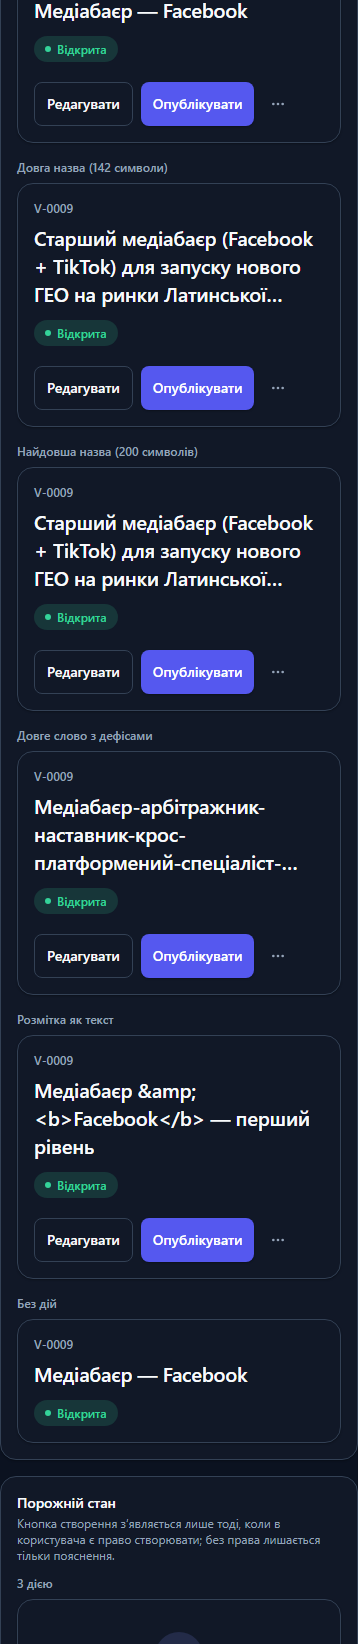 Медіабаєр — Facebook
Відкрита
Редагувати Опублікувати ···
Довга назва (142 символи)
V-0009
Старший медіабаєр (Facebook
+ TikTok) для запуску нового
ГЕО на ринки Латинської...
Відкрита
Редагувати Опублікувати ···
Найдовша назва (200 символів)
V-0009
Старший медіабаєр (Facebook
+ TikTok) для запуску нового
ГЕО на ринки Латинської...
Відкрита
Редагувати Опублікувати ···
Довге слово з дефісами
V-0009
Медіабаєр-арбітражник-
наставник-крос-
платформений-спеціаліст-...
Відкрита
Редагувати Опублікувати ···
Розмітка як текст
V-0009
Медіабаєр &amp;
<b>Facebook</b> — перший
рівень
Відкрита
Редагувати Опублікувати ···
Без дій
V-0009
Медіабаєр — Facebook
Відкрита
Порожній стан
Кнопка створення з'являється лише тоді, коли в
користувача є право створювати; без права лишається
тільки пояснення.
З дією